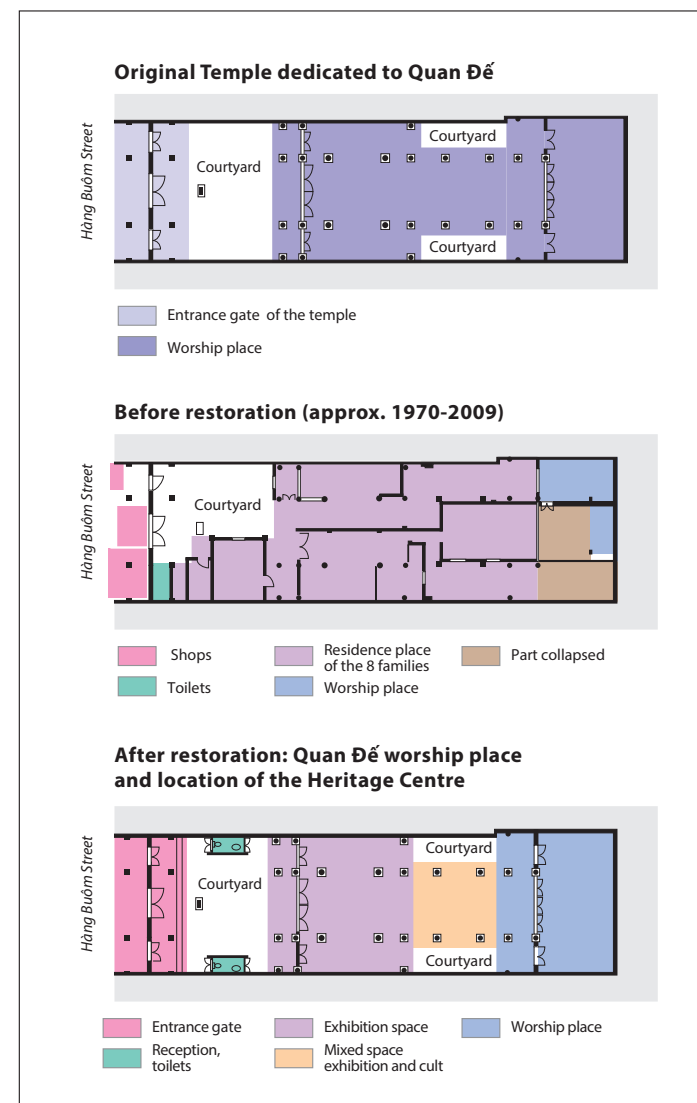 Original Temple dedicated to Quan Đế
Hàng Buồm Street
Courtyard
Courtyard
Courtyard
Entrance gate of the temple
Worship place
Before restoration (approx. 1970-2009)
Hàng Buồm Street
Courtyard
Shops
Residence place
of the 8 families
Part collapsed
Toilets
Worship place
After restoration: Quan Đế worship place
and location of the Heritage Centre
Hàng Buồm Street
Courtyard
Courtyard
Courtyard
Entrance gate
Exhibition space
Worship place
Reception,
toilets
Mixed space
exhibition and cult